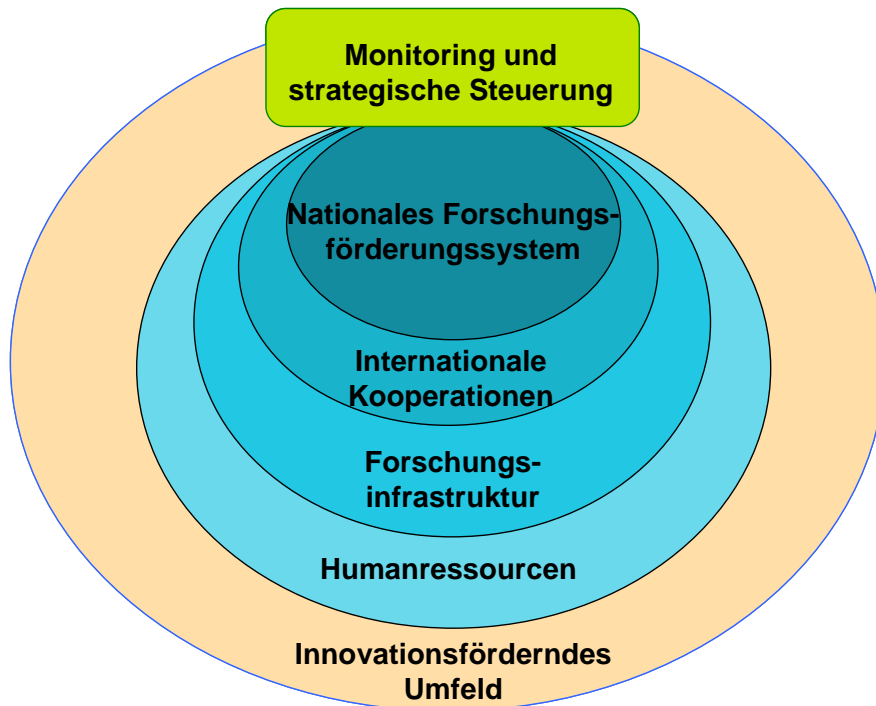 Monitoring und
strategische Steuerung
Nationales Forschungs-
förderungssystem
Internationale
Kooperationen
Forschungs-
infrastruktur
Humanressourcen
Innovationsförderndes
Umfeld